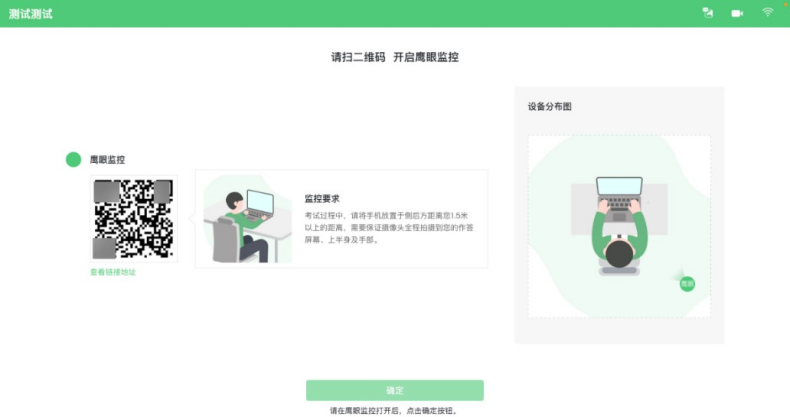 测试测试
请扫二维码 开启鹰眼监控
设备分布图
鹰眼监控
监控要求
考试过程中，请将手机放置于侧后方距离您1.5米
以上的距离，需要保证摄像头全程拍摄到您的作答
屏幕、上半身及手部。
查看链接地址
鹰眼
确定
请在鹰眼监控打开后，点击确定按钮。